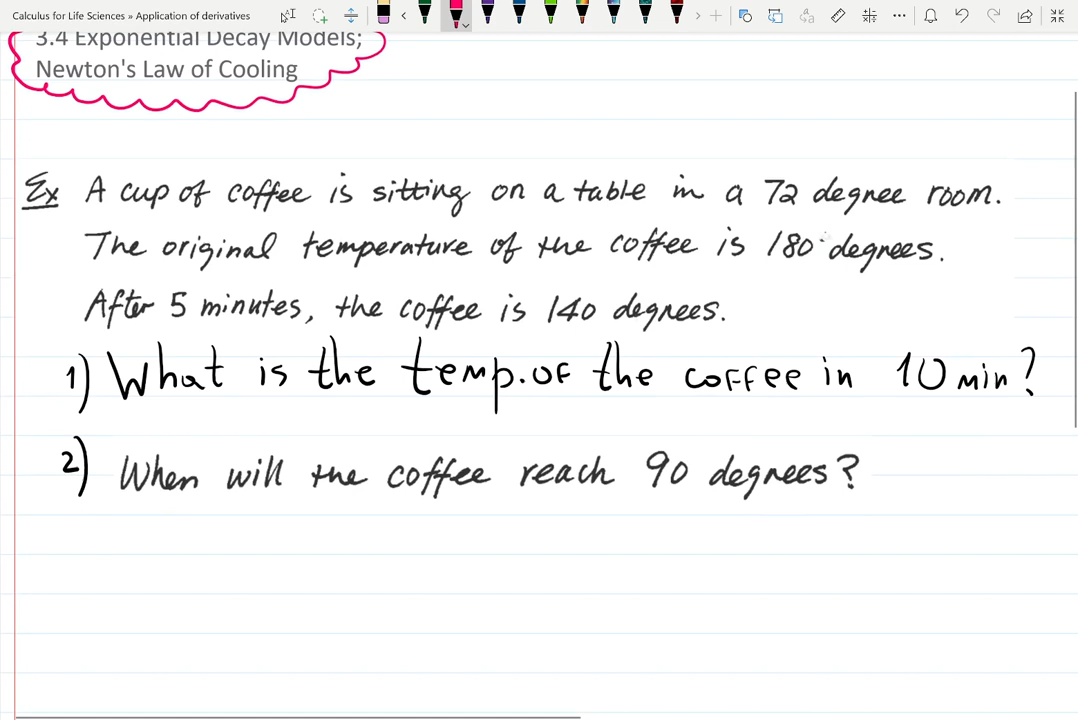 Calculus for Life Sciences » Application of derivatives
3.4 Exponential Decay Models;
Newton's Law of Cooling
Ex A cup of coffee is sitting on a table in a 72 degree room.
The original temperature of the coffee is 180 degrees.
After 5 minutes, the coffee is 140 degrees.
1) What is the temp. of the coffee in 10 min?
2) When will the coffee reach 90 degrees?